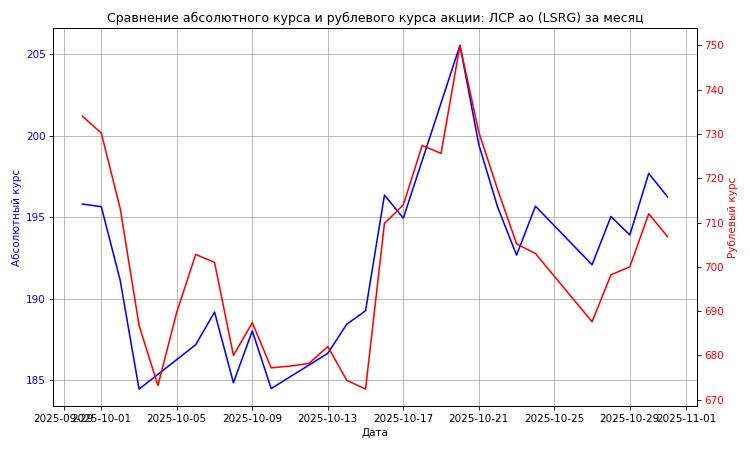 Сравнение абсолютного курса и рублевого курса акции: ЛСР ао (LSRG) за месяц
Абсолютный курс
205
200
195
190
185
750
740
730
720
710
700
690
680
670
Рублевый курс
2025-09-29 2025-10-01 2025-10-05 2025-10-09 2025-10-13 2025-10-17 2025-10-21 2025-10-25 2025-10-29 2025-11-01
Дата